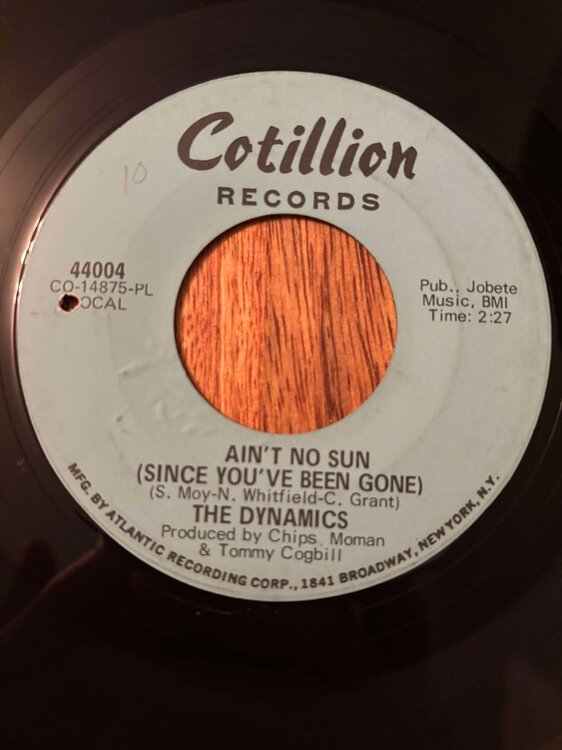 10
Cotillion
RECORDS
44004
CO-14875-PL
OCAL
Pub., Jobete
Music, BMI
Time: 2:27
AIN'T NO SUN
(SINCE YOU'VE BEEN GONE)
(S. Moy-N. Whitfield-C. Grant)
THE DYNAMICS
Produced by Chips Moman
& Tommy Cogbill
MFG. BY ATLANTIC RECORDING CORP., 1841 BROADWAY, NEW YORK, N.Y.